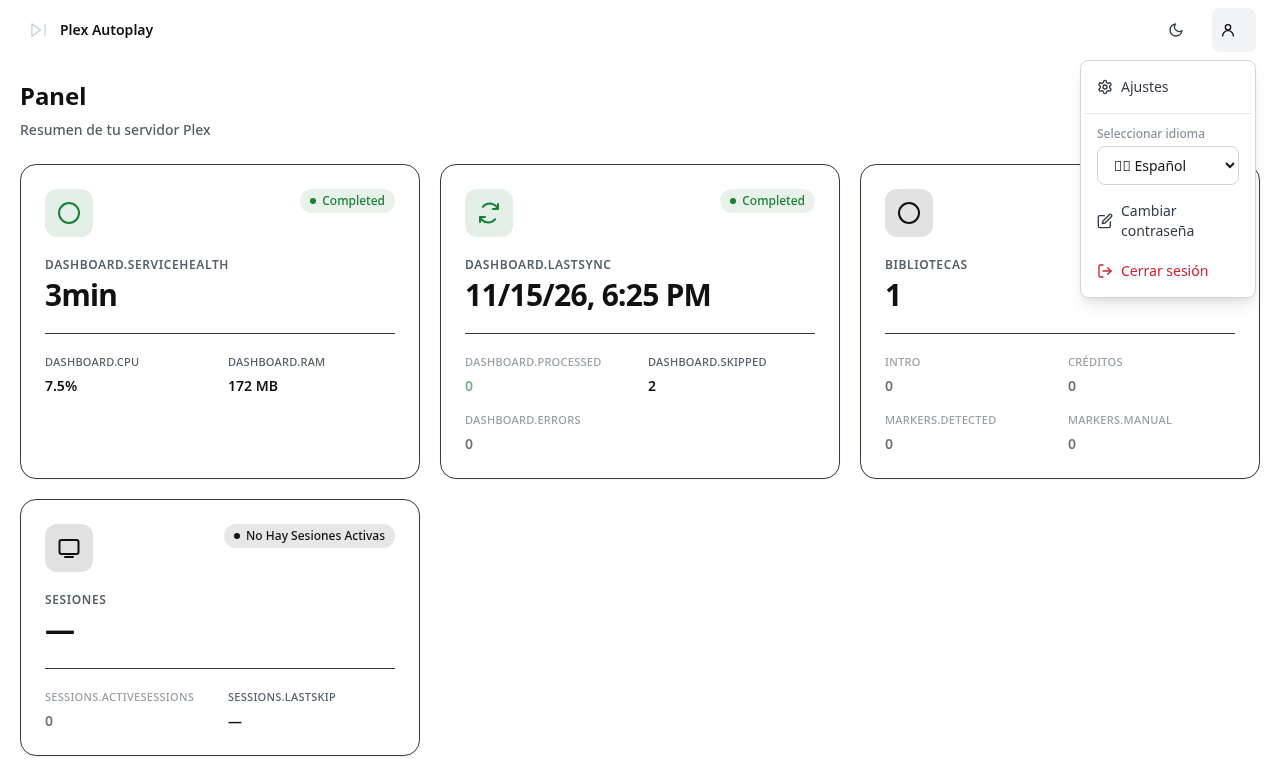 Plex Autoplay
Ajustes
Seleccionar idioma
Español
Cambiar
contraseña
Cerrar sesión
Panel
Resumen de tu servidor Plex
Completed
DASHBOARD.SERVICEHEALTH
3min
DASHBOARD.CPU
DASHBOARD.RAM
7.5%
172 MB
Completed
DASHBOARD.LASTSYNC
11/15/26, 6:25 PM
DASHBOARD.PROCESSED
DASHBOARD.SKIPPED
0
2
DASHBOARD.ERRORS
0
BIBLIOTECAS
1
INTRO
CRÉDITOS
0
0
MARKERS.DETECTED
MARKERS.MANUAL
0
0
No Hay Sesiones Activas
SESIONES
—
SESSIONS.ACTIVESESSIONS
SESSIONS.LASTSKIP
0
—